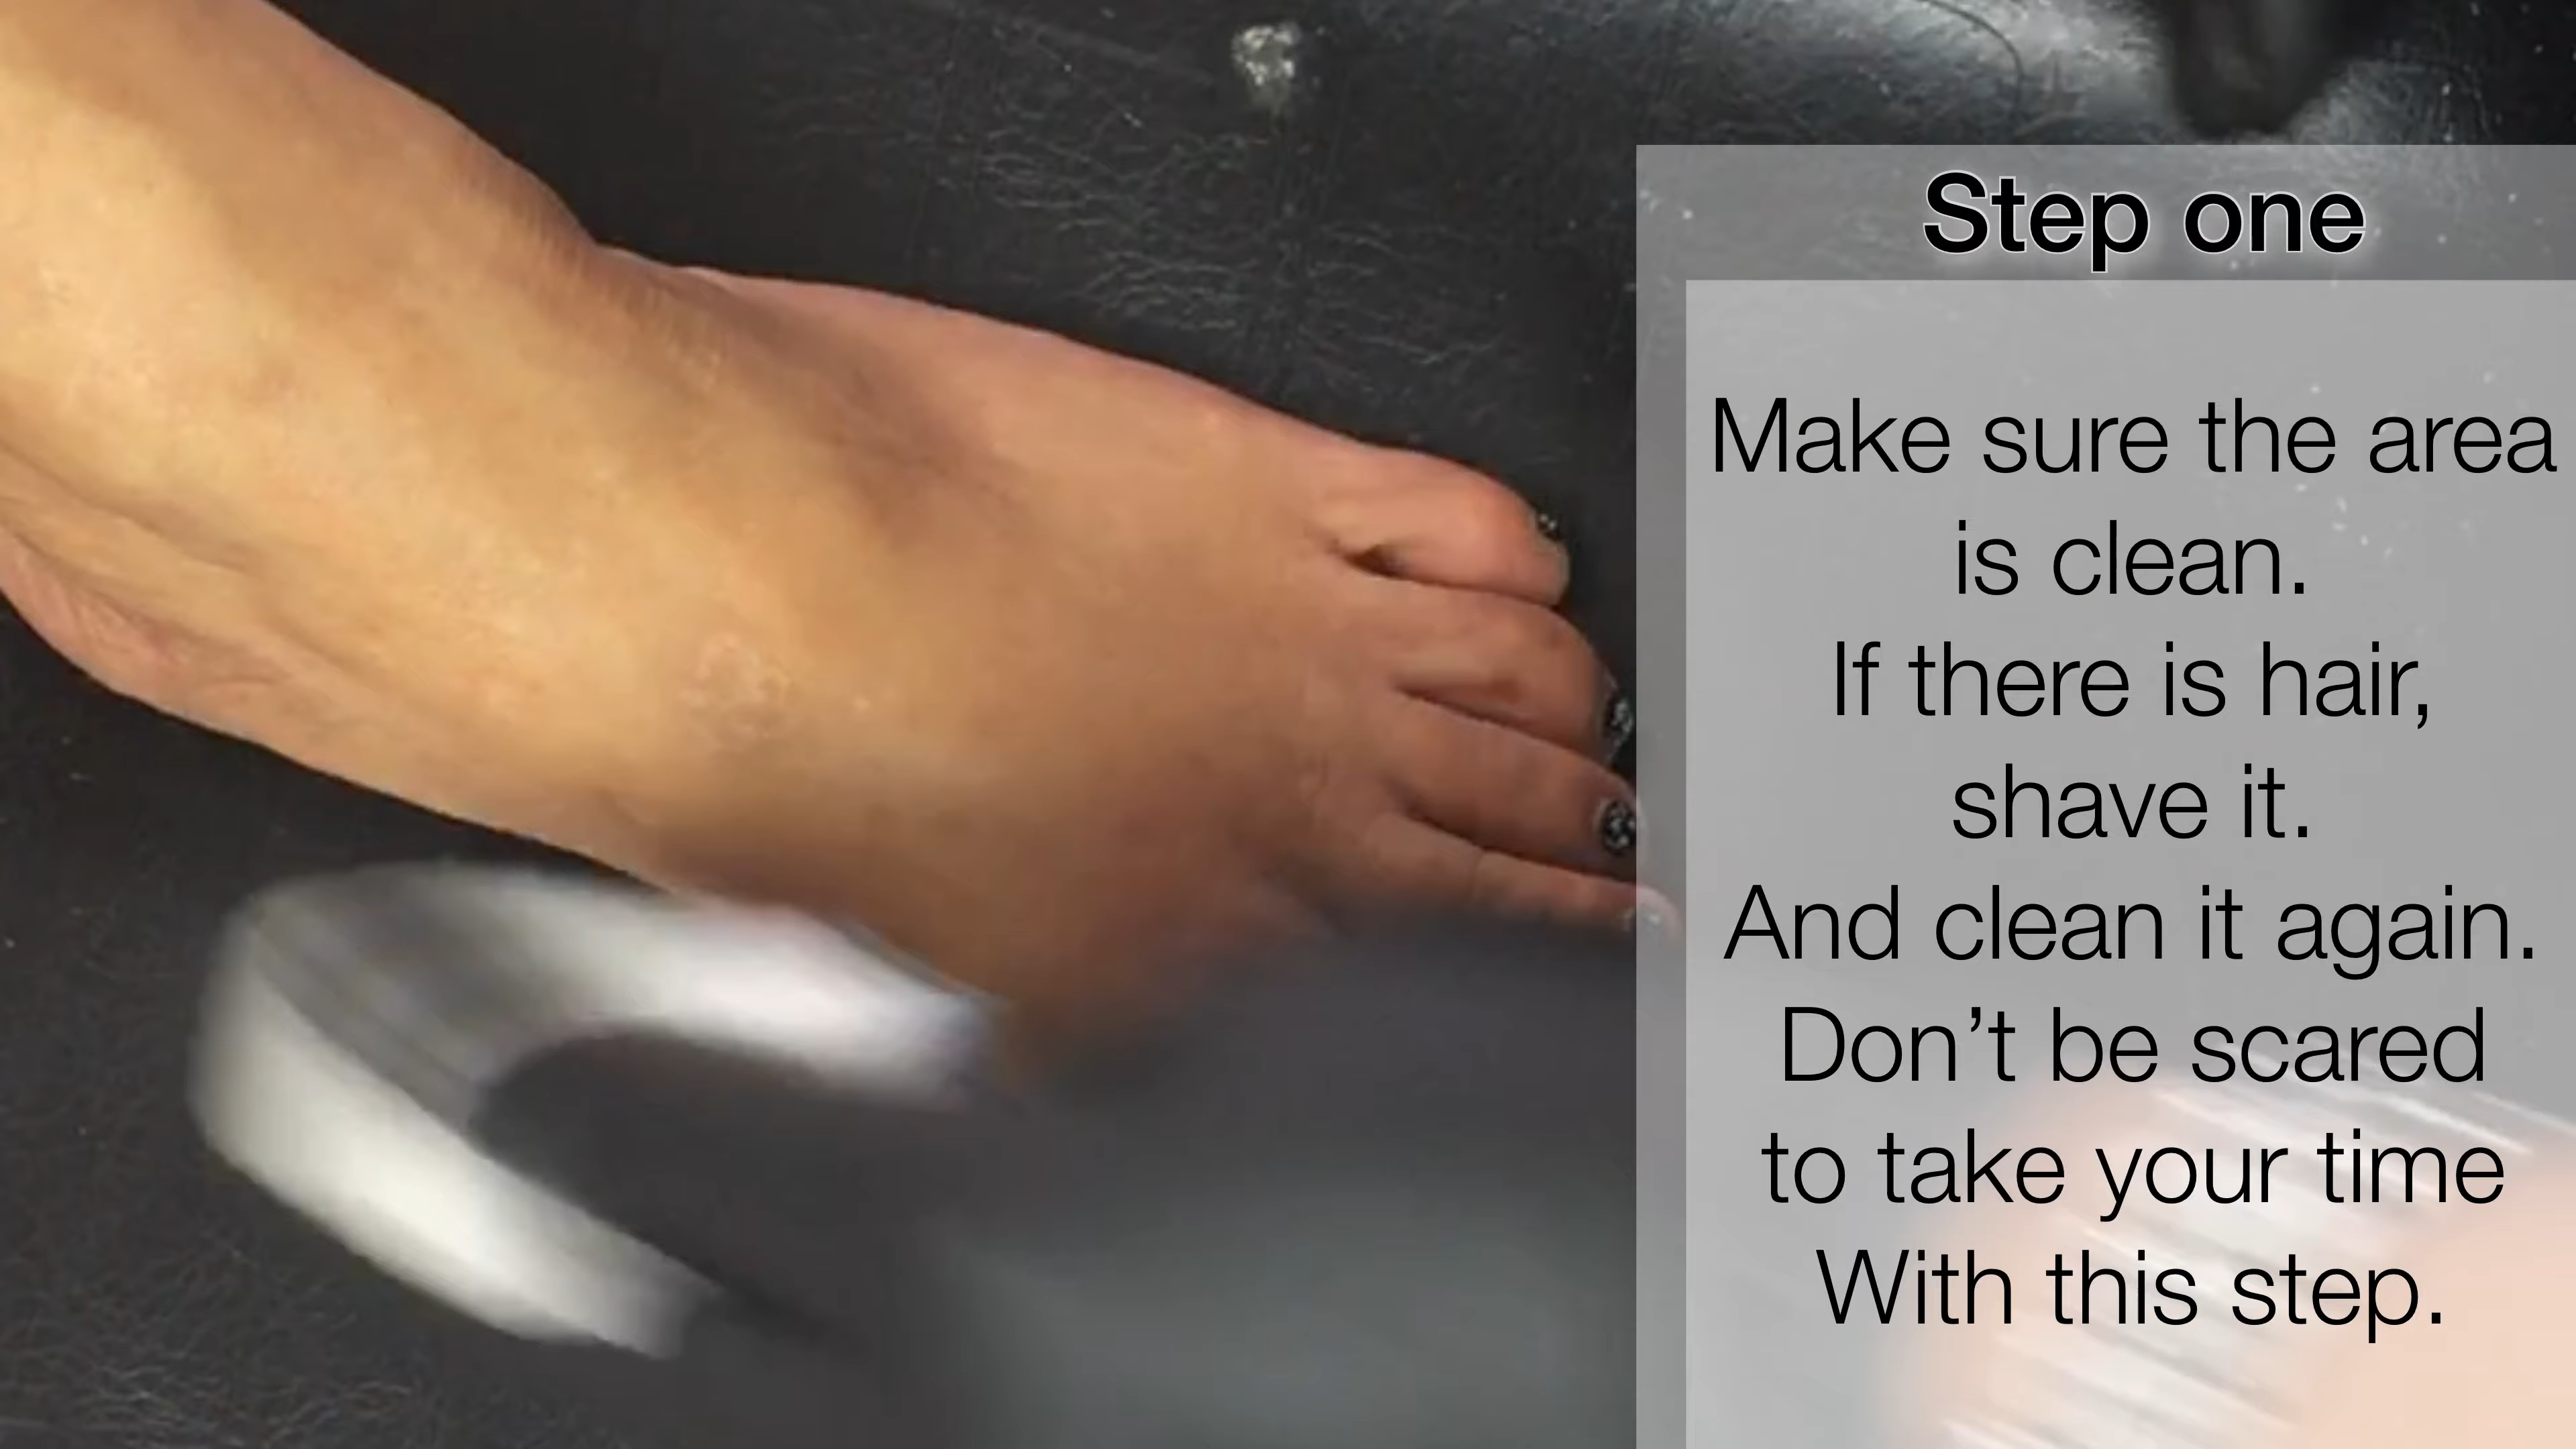 Step one
Make sure the area
is clean.
If there is hair,
shave it.
And clean it again.
Don’t be scared
to take your time
With this step.